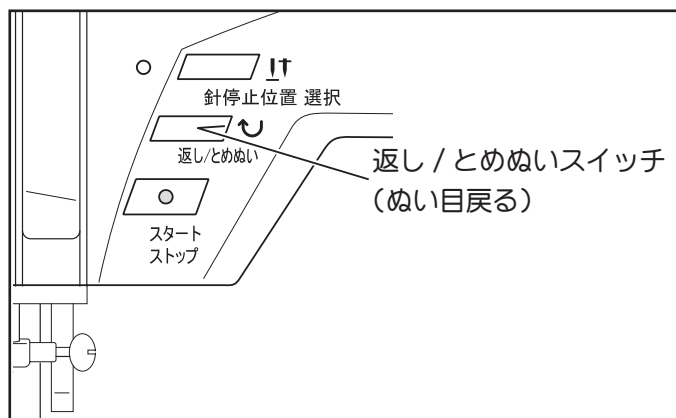 針停止位置 選択
返し/とめぬい
返し / とめぬいスイッチ
(ぬい目戻る)
スタート
ストップ